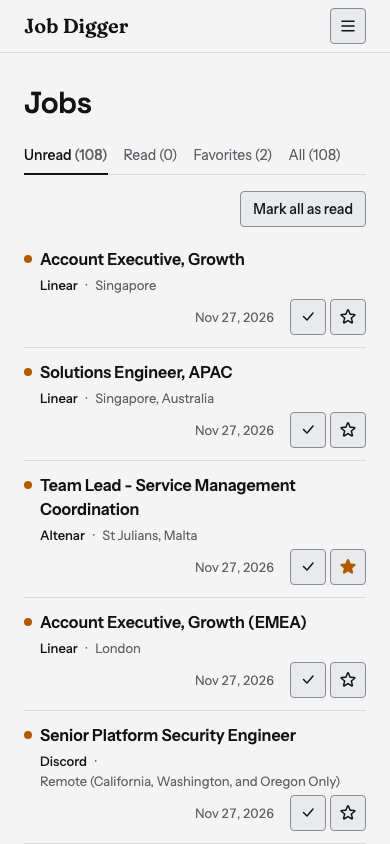 Job Digger
Jobs
Unread (108) Read (0) Favorites (2) All (108)
Mark all as read
Account Executive, Growth
Linear · Singapore
Nov 27, 2026
Solutions Engineer, APAC
Linear · Singapore, Australia
Nov 27, 2026
Team Lead - Service Management
Coordination
Altenar · St Julians, Malta
Nov 27, 2026
Account Executive, Growth (EMEA)
Linear · London
Nov 27, 2026
Senior Platform Security Engineer
Discord ·
Remote (California, Washington, and Oregon Only)
Nov 27, 2026